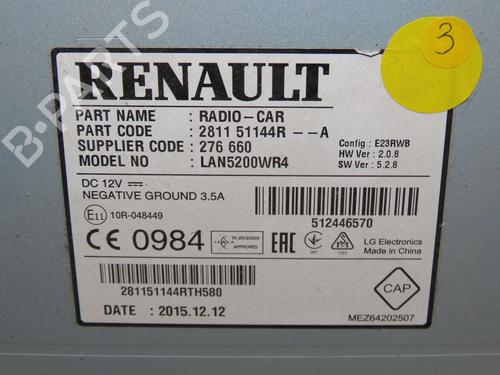 B-PARTS
3
RENAULT
PART NAME : RADIO-CAR
PART CODE : 2811 51144R --A
SUPPLIER CODE : 276 660
MODEL NO : LAN5200WR4
Config : E23RWB
HW Ver : 2.0.8
SW Ver : 5.2.8
DC 12V
NEGATIVE GROUND 3.5A
512446570
E11 10R-048449
CE 0984
APPROVED
EAC
LG Electronics
Made in China
281151144RTH580
DATE : 2015.12.12
CAP
MEZ64202507